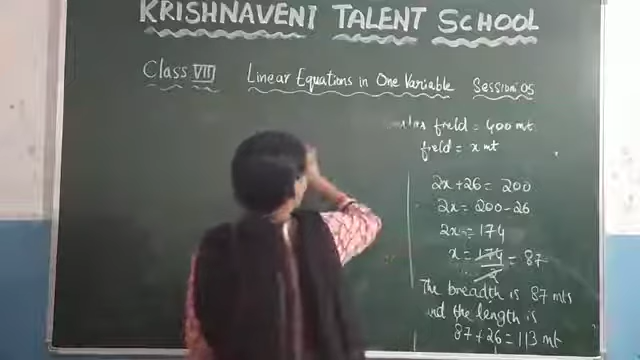 KRISHNAVENI TALENT SCHOOL
Class VIII Linear Equations in One Variable Session 05
field = 400 mt
field = x mt
2x + 26 = 200
2x = 200 - 26
2x = 174
x = 174/2 = 87
The breadth is 87 mts
and the length is
87 + 26 = 113 mt